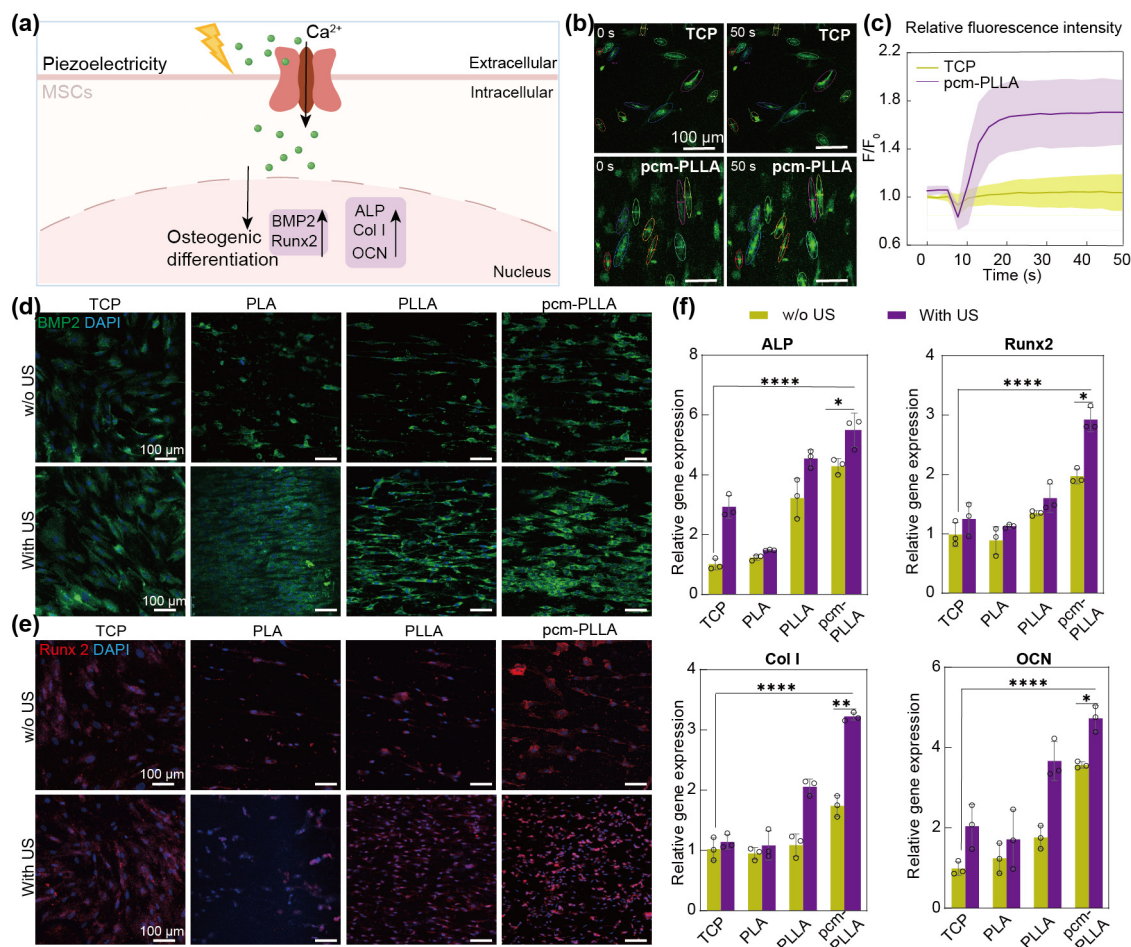 (a)
Ca²⁺
Piezoelectricity
Extracellular
MSCs
Intracellular
BMP2
Runx2
ALP
Col I
OCN
Osteogenic
differentiation
Nucleus
(b)
0 s
TCP
50 s
TCP
100 μm
0 s
pcm-PLLA
50 s
pcm-PLLA
(c)
Relative fluorescence intensity
TCP
pcm-PLLA
F/F₀
2.2
1.8
1.4
1.0
0.6
0 10 20 30 40 50
Time (s)
(d)
TCP PLA PLLA pcm-PLLA
BMP2 DAPI
w/o US
100 μm
With US
100 μm
(e)
TCP PLA PLLA pcm-PLLA
Runx 2 DAPI
w/o US
100 μm
With US
100 μm
(f)
w/o US With US
ALP
Relative gene expression
8
6
4
2
0
****
*
TCP
PLA
PLLA
pcm-
PLLA
Runx2
Relative gene expression
4
3
2
1
0
****
*
TCP
PLA
PLLA
pcm-
PLLA
Col I
Relative gene expression
4
3
2
1
0
****
**
TCP
PLA
PLLA
pcm-
PLLA
OCN
Relative gene expression
6
4
2
0
****
*
TCP
PLA
PLLA
pcm-
PLLA